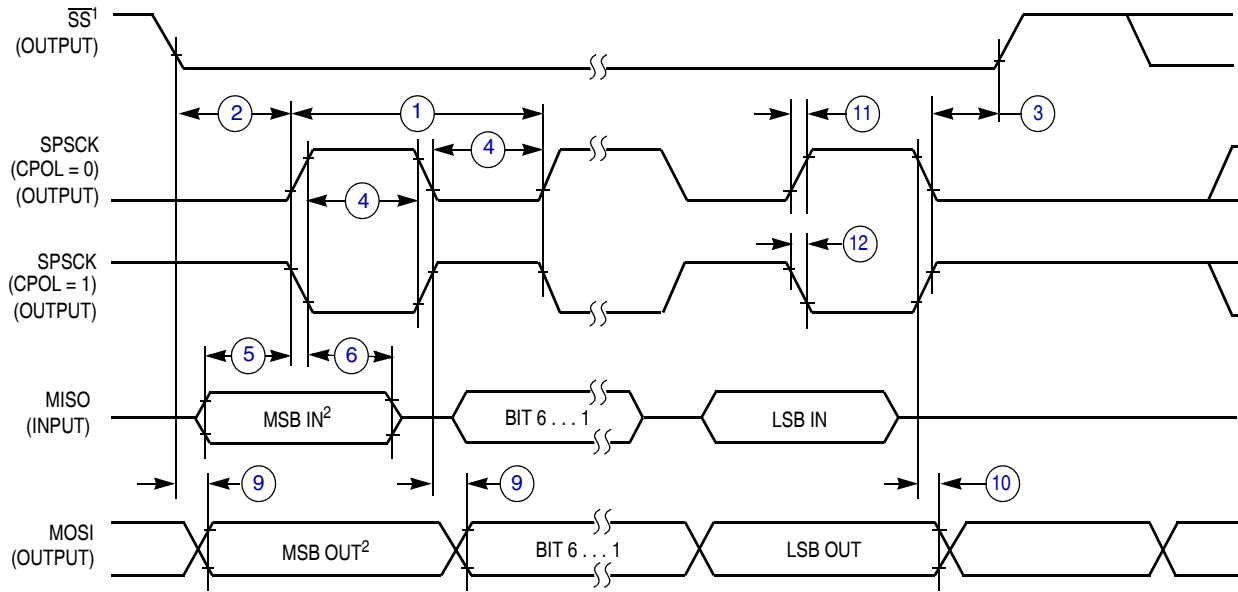 SS¹
(OUTPUT)
2
1
11
3
SPSCK
(CPOL = 0)
(OUTPUT)
4
4
12
SPSCK
(CPOL = 1)
(OUTPUT)
5
6
MISO
(INPUT)
MSB IN²
BIT 6 . . . 1
LSB IN
9
9
10
MOSI
(OUTPUT)
MSB OUT²
BIT 6 . . . 1
LSB OUT